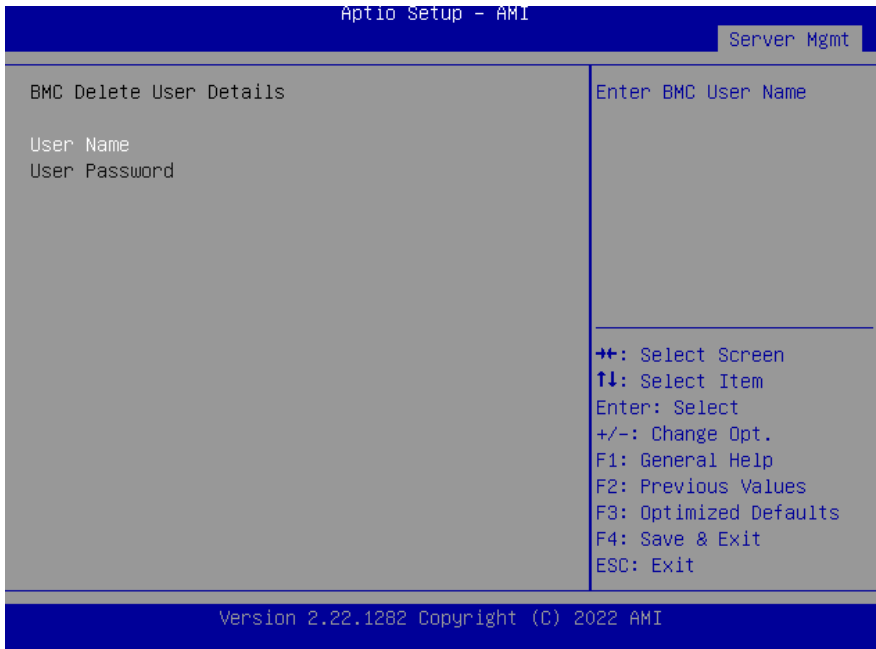 Aptio Setup – AMI
Server Mgmt
BMC Delete User Details
User Name
User Password
Enter BMC User Name
→←: Select Screen
↑↓: Select Item
Enter: Select
+/-: Change Opt.
F1: General Help
F2: Previous Values
F3: Optimized Defaults
F4: Save & Exit
ESC: Exit
Version 2.22.1282 Copyright (C) 2022 AMI